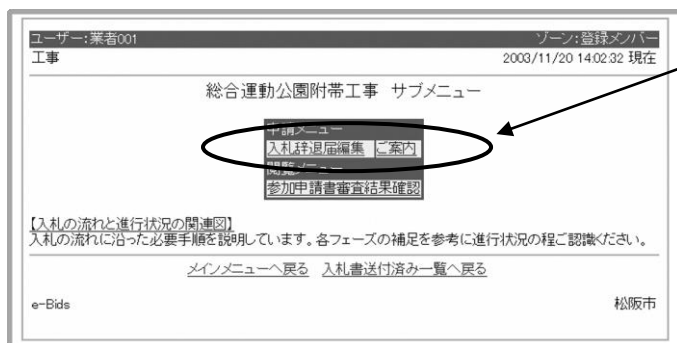 ユーザー:業者001 ゾーン:登録メンバー
工事 2003/11/20 14:02:32 現在
総合運動公園附帯工事 サブメニュー
申請メニュー
入札辞退届編集 ご案内
閲覧メニュー
参加申請書審査結果確認
【入札の流れと進行状況の関連図】
入札の流れに沿った必要手順を説明しています。各フェーズの補足を参考に進行状況の程ご認識ください。
メインメニューへ戻る 入札書送付済み一覧へ戻る
e-Bids 松阪市